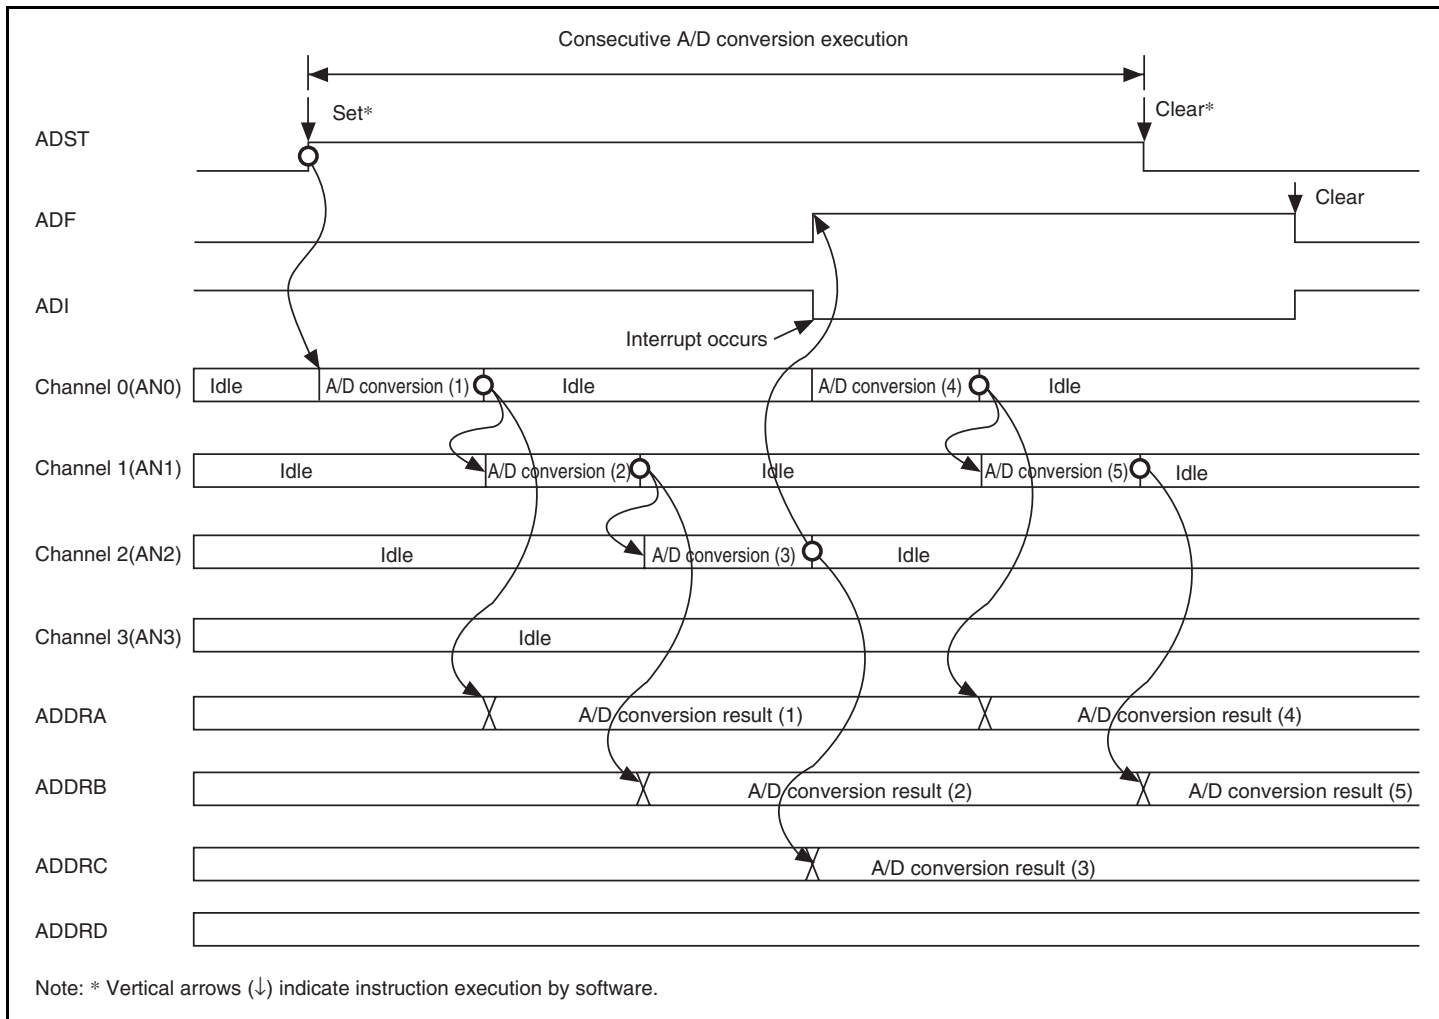 Consecutive A/D conversion execution
Set*
Clear*
ADST
Clear
ADF
ADI
Interrupt occurs
Channel 0(AN0) Idle A/D conversion (1) Idle A/D conversion (4) Idle
Channel 1(AN1) Idle A/D conversion (2) Idle A/D conversion (5) Idle
Channel 2(AN2) Idle A/D conversion (3) Idle
Channel 3(AN3) Idle
ADDRA A/D conversion result (1) A/D conversion result (4)
ADDRB A/D conversion result (2) A/D conversion result (5)
ADDRC A/D conversion result (3)
ADDRD
Note: * Vertical arrows (↓) indicate instruction execution by software.